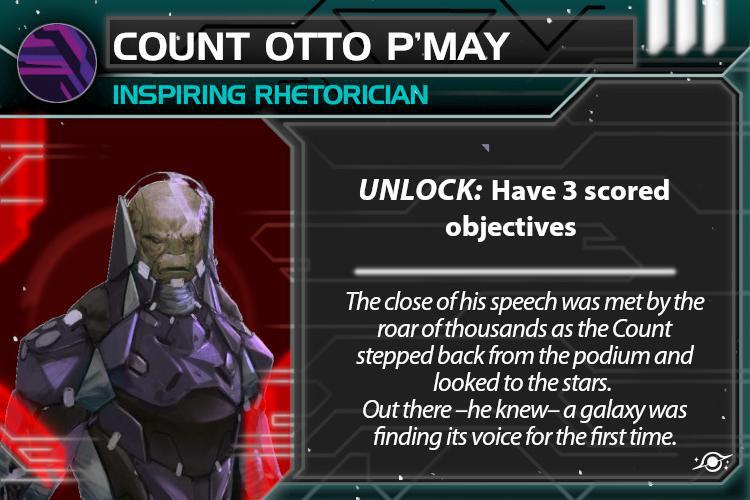 COUNT OTTO P'MAY
III
INSPIRING RHETORICIAN
UNLOCK: Have 3 scored
objectives
The close of his speech was met by the
roar of thousands as the Count
stepped back from the podium and
looked to the stars.
Out there –he knew– a galaxy was
finding its voice for the first time.